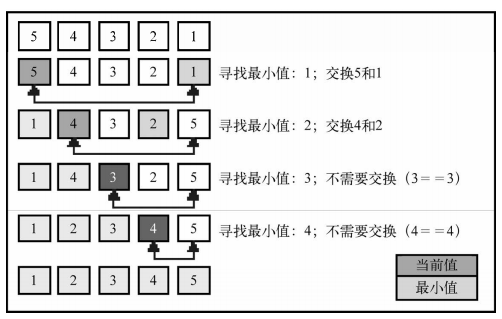 5 4 3 2 1
5 4 3 2 1 寻找最小值：1；交换5和1
1 4 3 2 5 寻找最小值：2；交换4和2
1 4 3 2 5 寻找最小值：3；不需要交换（3==3）
1 2 3 4 5 寻找最小值：4；不需要交换（4==4）
当前值
1 2 3 4 5
最小值